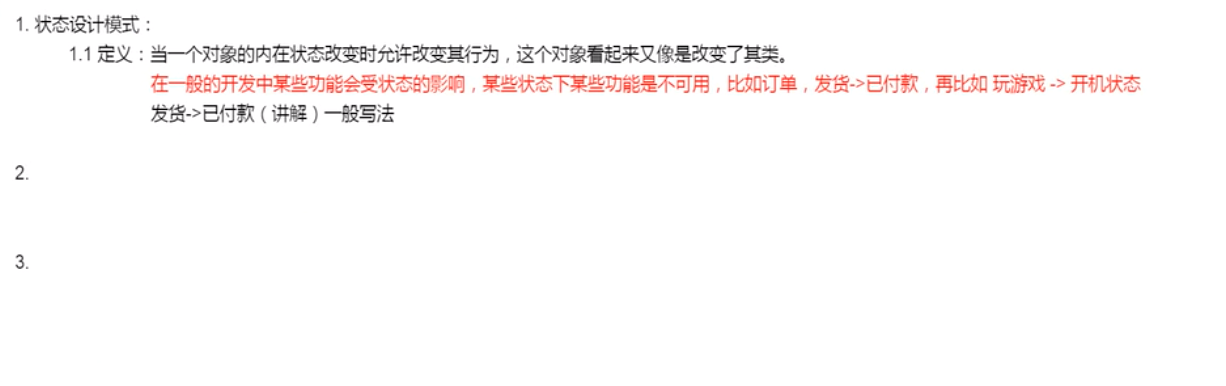 1. 状态设计模式：
1.1 定义：当一个对象的内在状态改变时允许改变其行为，这个对象看起来又像是改变了其类。
在一般的开发中某些功能会受状态的影响，某些状态下某些功能是不可用，比如订单，发货->已付款，再比如 玩游戏 -> 开机状态
发货->已付款（讲解）一般写法
2.
3.